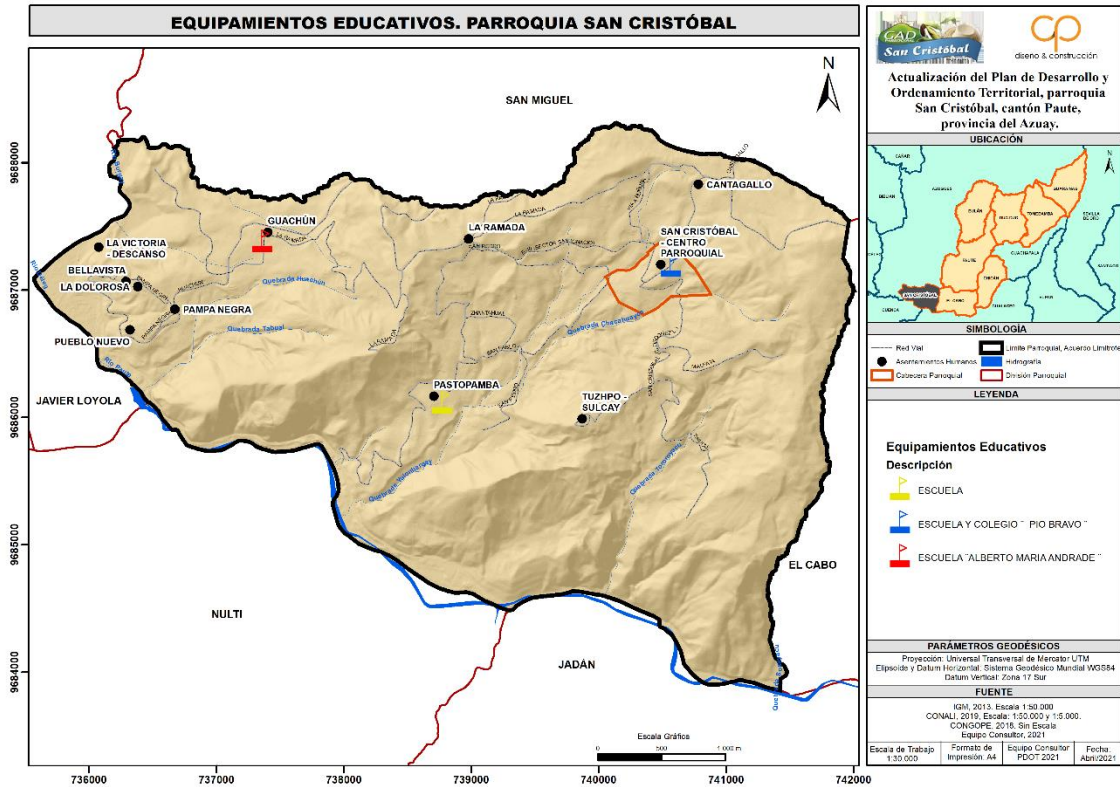 EQUIPAMIENTOS EDUCATIVOS. PARROQUIA SAN CRISTÓBAL
N
SAN MIGUEL
CANTAGALLO
GUACHÚN
LA RAMADA
LA RAMADA
SAN CRISTÓBAL
- CENTRO
PARROQUIAL
LA VICTORIA
- DESCANSO
BELLAVISTA
LA DOLOROSA
PAMPA NEGRA
PUEBLO NUEVO
Quebrada Tahual
JAVIER LOYOLA
PASTOPAMBA
TUZHPO -
SULCAY
EL CABO
NULTI
JADÁN
Escala Gráfica
0
500
1.000 m
9688000
9687000
9686000
9685000
9684000
736000
737000
738000
739000
740000
741000
742000
GAD
San Cristóbal
cp
diseno & construcción
Actualización del Plan de Desarrollo y
Ordenamiento Territorial, parroquia
San Cristóbal, cantón Paute,
provincia del Azuay.
UBICACIÓN
N
SIMBOLOGÍA
Red Vial
Límite Parroquial, Acuerdo Limítrofe
Asentamientos Humanos
Hidrografía
Cabecera Parroquial
División Parroquial
LEYENDA
Equipamientos Educativos
Descripción
ESCUELA
ESCUELA Y COLEGIO ¨ PIO BRAVO ¨
ESCUELA ¨ALBERTO MARIA ANDRADE ¨
PARÁMETROS GEODÉSICOS
Proyección: Universal Transversal de Mercator UTM
Elipsoide y Datum Horizontal: Sistema Geodésico Mundial WGS84
Datum Vertical: Zona 17 Sur
FUENTE
IGM, 2013. Escala 1:50.000
CONALI, 2019, Escala: 1:50.000 y 1:5.000.
CONGOPE, 2018. Sin Escala
Equipo Consultor, 2021
Escala de Trabajo
1:30.000
Formato de
Impresión: A4
Equipo Consultor
PDOT 2021
Fecha:
Abril/2021